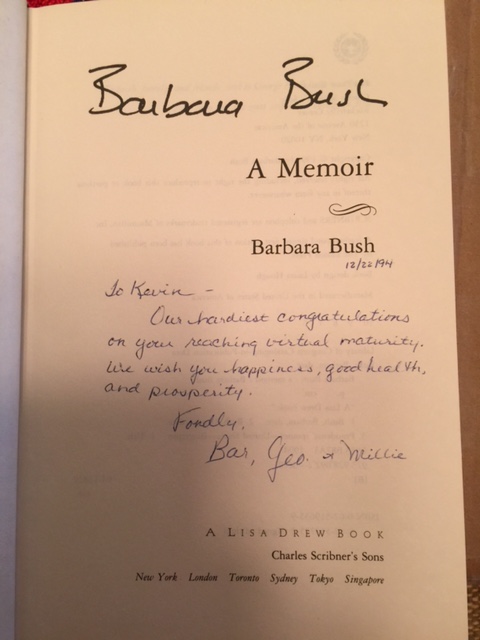 Barbara Bush
A Memoir
Barbara Bush
12/22/94
To Kevin –
Our hardiest congratulations
on your reaching virtual maturity.
We wish you happiness, good health,
and prosperity.
Fondly,
Bar, Geo. & Millie
A LISA DREW BOOK
Charles Scribner's Sons
New York London Toronto Sydney Tokyo Singapore